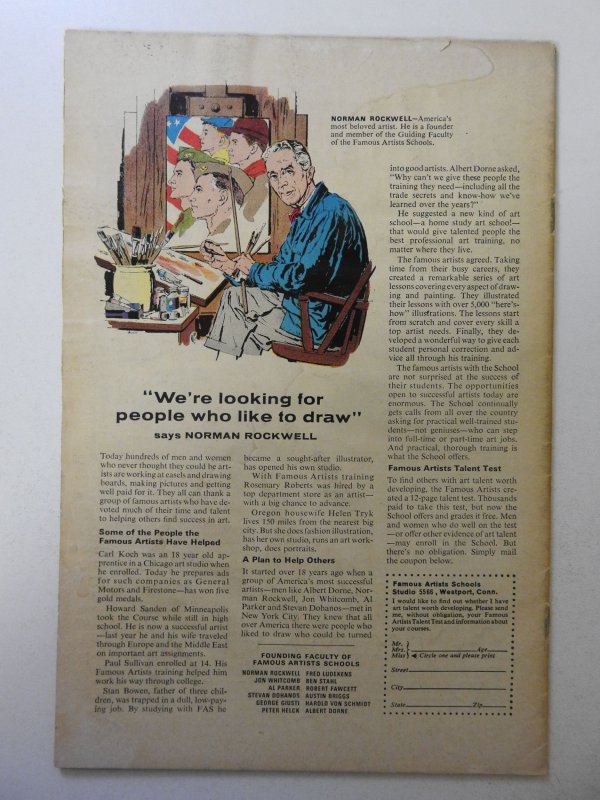 NORMAN ROCKWELL—America's
most beloved artist. He is a founder
and member of the Guiding Faculty
of the Famous Artists Schools.
"We're looking for
people who like to draw"
says NORMAN ROCKWELL
Today hundreds of men and women
who never thought they could be art-
ists are working at easels and drawing
boards, making pictures and getting
well paid for it. They all can thank a
group of famous artists who have de-
voted much of their time and talent
to helping others find success in art.
Some of the People the
Famous Artists Have Helped
Carl Koch was an 18 year old ap-
prentice in a Chicago art studio when
he enrolled. Today he prepares ads
for such companies as General
Motors and Firestone—has won five
gold medals.
Howard Sanden of Minneapolis
took the Course while still in high
school. He is now a successful artist
—last year he and his wife traveled
through Europe and the Middle East
on important art assignments.
Paul Sullivan enrolled at 14. His
Famous Artists training helped him
work his way through college.
Stan Bowen, father of three chil-
dren, was trapped in a dull, low-pay-
ing job. By studying with FAS he
became a sought-after illustrator,
has opened his own studio.
With Famous Artists training
Rosemary Roberts was hired by a
top department store as an artist—
with a big chance to advance.
Oregon housewife Helen Tryk
lives 150 miles from the nearest big
city. But she does fashion illustration,
has her own studio, runs an art work-
shop, does portraits.
A Plan to Help Others
It started over 18 years ago when a
group of America's most successful
artists—men like Albert Dorne, Nor-
man Rockwell, Jon Whitcomb, Al
Parker and Stevan Dohanos—met in
New York City. They knew that all
over America there were people who
liked to draw who could be turned
FOUNDING FACULTY OF
FAMOUS ARTISTS SCHOOLS
NORMAN ROCKWELL FRED LUDEKENS
JON WHITCOMB BEN STAHL
AL PARKER ROBERT FAWCETT
STEVAN DOHANOS AUSTIN BRIGGS
GEORGE GIUSTI HAROLD VON SCHMIDT
PETER HELCK ALBERT DORNE
into good artists. Albert Dorne asked,
"Why can't we give these people the
training they need—including all the
trade secrets and know-how we've
learned over the years?"
He suggested a new kind of art
school—a home study art school—
that would give talented people the
best professional art training, no
matter where they live.
The famous artists agreed. Taking
time from their busy careers, they
created a remarkable series of art
lessons covering every aspect of draw-
ing and painting. They illustrated
their lessons with over 5,000 "here's-
how" illustrations. The lessons start
from scratch and cover every skill a
top artist needs. Finally, they de-
veloped a wonderful way to give each
student personal correction and ad-
vice all through his training.
The famous artists with the School
are not surprised at the success of
their students. The opportunities
open to successful artists today are
enormous. The School continually
gets calls from all over the country
asking for practical well-trained stu-
dents—not geniuses—who can step
into full-time or part-time art jobs.
And practical, thorough training is
what the School offers.
Famous Artists Talent Test
To find others with art talent worth
developing, the Famous Artists cre-
ated a 12-page talent test. Thousands
paid to take this test, but now the
School offers and grades it free. Men
and women who do well on the test
—or offer other evidence of art talent
—may enroll in the School. But
there's no obligation. Simply mail
the coupon below.
Famous Artists Schools
Studio 5566, Westport, Conn.
I would like to find out whether I have
art talent worth developing. Please send
me, without obligation, your Famous
Artists Talent Test and information about
your courses.
Mr.
Mrs. Age
Miss Circle one and please print
Street
City
State Zip